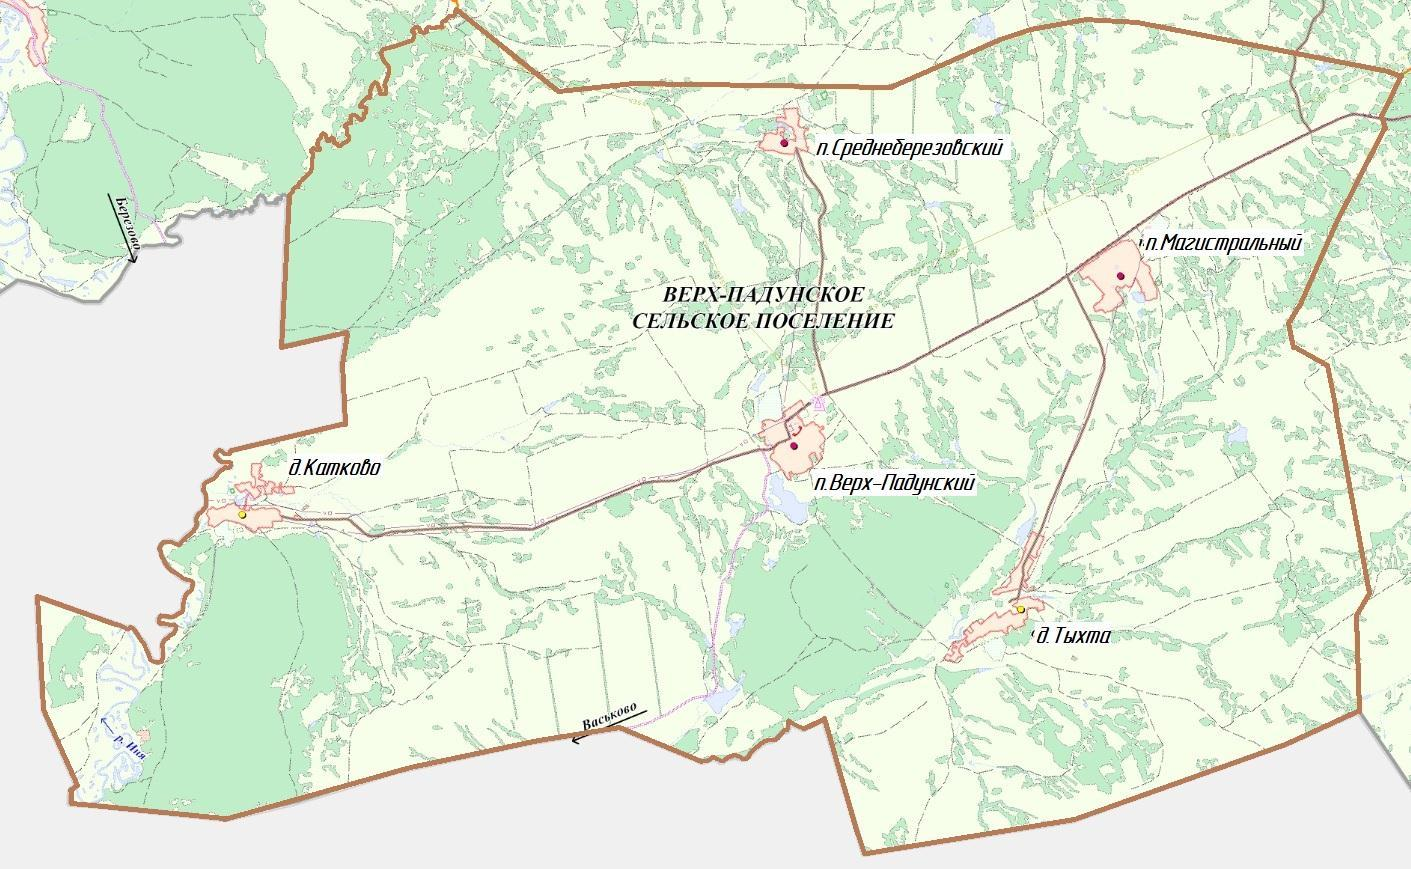 п.Среднеберезовский
Березово
п.Магистральный
ВЕРХ-ПАДУНСКОЕ
СЕЛЬСКОЕ ПОСЕЛЕНИЕ
д.Катково
п.Верх-Падунский
д.Тыхта
Васьково
р. Иня